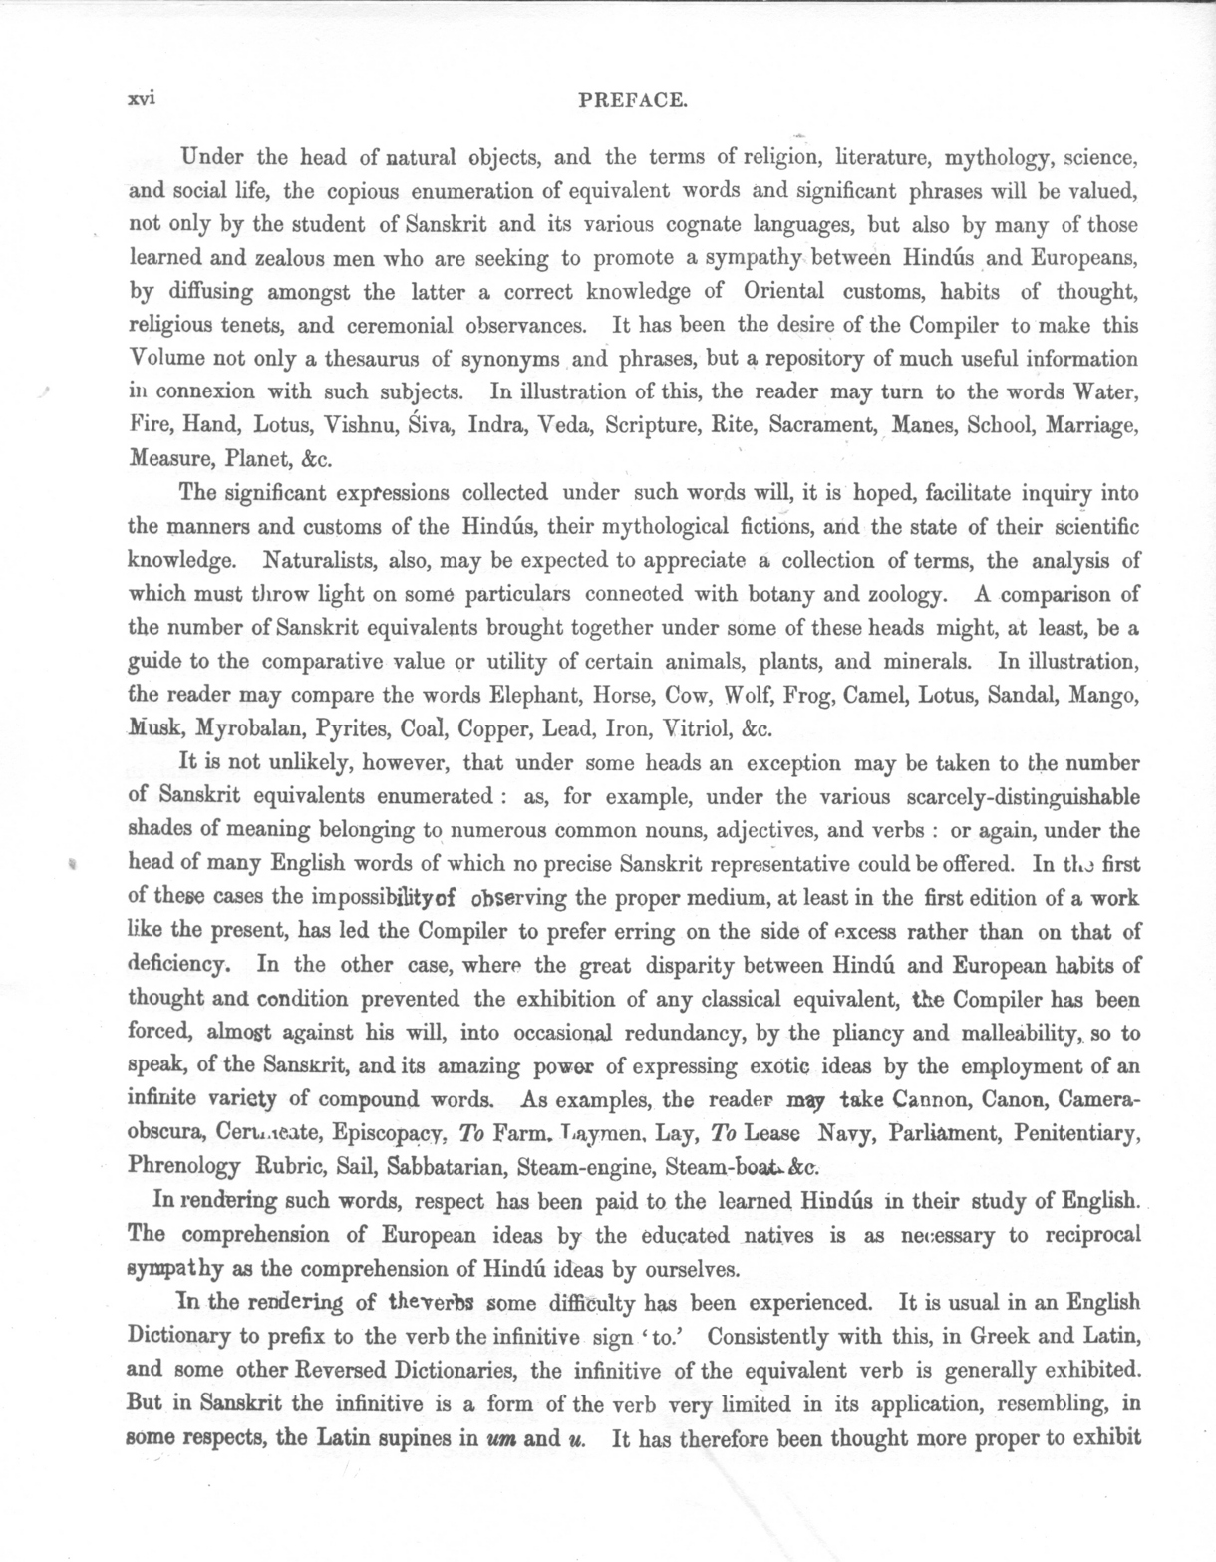 xvi PREFACE.
Under the head of natural objects, and the terms of religion, literature, mythology, science,
and social life, the copious enumeration of equivalent words and significant phrases will be valued,
not only by the student of Sanskrit and its various cognate languages, but also by many of those
learned and zealous men who are seeking to promote a sympathy between Hindús and Europeans,
by diffusing amongst the latter a correct knowledge of Oriental customs, habits of thought,
religious tenets, and ceremonial observances. It has been the desire of the Compiler to make this
Volume not only a thesaurus of synonyms and phrases, but a repository of much useful information
in connexion with such subjects. In illustration of this, the reader may turn to the words Water,
Fire, Hand, Lotus, Vishnu, Śiva, Indra, Veda, Scripture, Rite, Sacrament, Manes, School, Marriage,
Measure, Planet, &c.
The significant expressions collected under such words will, it is hoped, facilitate inquiry into
the manners and customs of the Hindús, their mythological fictions, and the state of their scientific
knowledge. Naturalists, also, may be expected to appreciate a collection of terms, the analysis of
which must throw light on some particulars connected with botany and zoology. A comparison of
the number of Sanskrit equivalents brought together under some of these heads might, at least, be a
guide to the comparative value or utility of certain animals, plants, and minerals. In illustration,
the reader may compare the words Elephant, Horse, Cow, Wolf, Frog, Camel, Lotus, Sandal, Mango,
Musk, Myrobalan, Pyrites, Coal, Copper, Lead, Iron, Vitriol, &c.
It is not unlikely, however, that under some heads an exception may be taken to the number
of Sanskrit equivalents enumerated : as, for example, under the various scarcely-distinguishable
shades of meaning belonging to numerous common nouns, adjectives, and verbs : or again, under the
head of many English words of which no precise Sanskrit representative could be offered. In the first
of these cases the impossibility of observing the proper medium, at least in the first edition of a work
like the present, has led the Compiler to prefer erring on the side of excess rather than on that of
deficiency. In the other case, where the great disparity between Hindú and European habits of
thought and condition prevented the exhibition of any classical equivalent, the Compiler has been
forced, almost against his will, into occasional redundancy, by the pliancy and malleability, so to
speak, of the Sanskrit, and its amazing power of expressing exotic ideas by the employment of an
infinite variety of compound words. As examples, the reader may take Cannon, Canon, Camera-
obscura, Episcopacy, To Farm, Laymen, Lay, To Lease Navy, Parliament, Penitentiary,
Phrenology Rubric, Sail, Sabbatarian, Steam-engine, Steam-boat &c.
In rendering such words, respect has been paid to the learned Hindús in their study of English.
The comprehension of European ideas by the educated natives is as necessary to reciprocal
sympathy as the comprehension of Hindú ideas by ourselves.
In the rendering of the verbs some difficulty has been experienced. It is usual in an English
Dictionary to prefix to the verb the infinitive sign ‘to.’ Consistently with this, in Greek and Latin,
and some other Reversed Dictionaries, the infinitive of the equivalent verb is generally exhibited.
But in Sanskrit the infinitive is a form of the verb very limited in its application, resembling, in
some respects, the Latin supines in um and u. It has therefore been thought more proper to exhibit